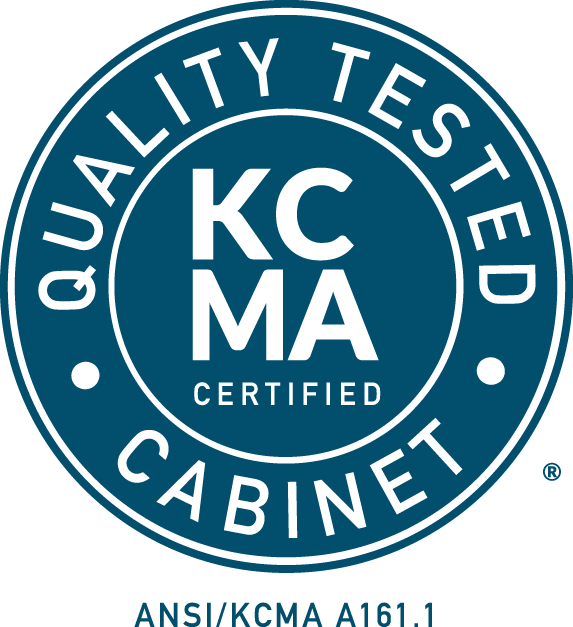 QUALITY TESTED
KC
MA
CERTIFIED
CABINET
®
ANSI/KCMA A161.1